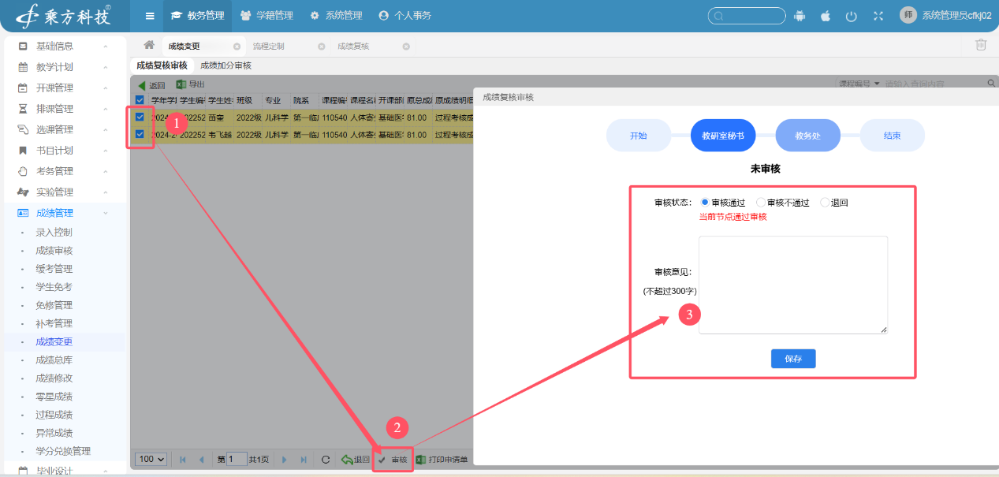 乘方科技
教务管理
学籍管理
系统管理
个人事务
师
系统管理员cfkj02
基础信息
教学计划
开课管理
排课管理
选课管理
书目计划
考务管理
实验管理
成绩管理
录入控制
成绩审核
缓考管理
学生免考
免修管理
补考管理
成绩变更
成绩总库
成绩修改
零星成绩
过程成绩
异常成绩
学分兑换管理
毕业设计
成绩变更
流程定制
成绩复核
成绩复核审核
成绩加分审核
返回
导出
课程编号
请输入查询内容
学年学
学生编
学生姓
班级
专业
院系
课程编
课程名
开课部
原总成
原成绩明细
2024-
202252
苗奎
2022级
儿科学
第一临
110540
人体寄
基础医
81.00
过程考核成
2024-2
202252
韦飞越
2022级
儿科学
第一临
110540
人体寄
基础医
81.00
过程考核成
1
成绩复核审核
开始
教研室秘书
教务处
结束
未审核
审核状态:
审核通过
审核不通过
退回
当前节点通过审核
审核意见:
(不超过300字)
3
保存
2
100
第
1
共1页
退回
审核
打印申请单